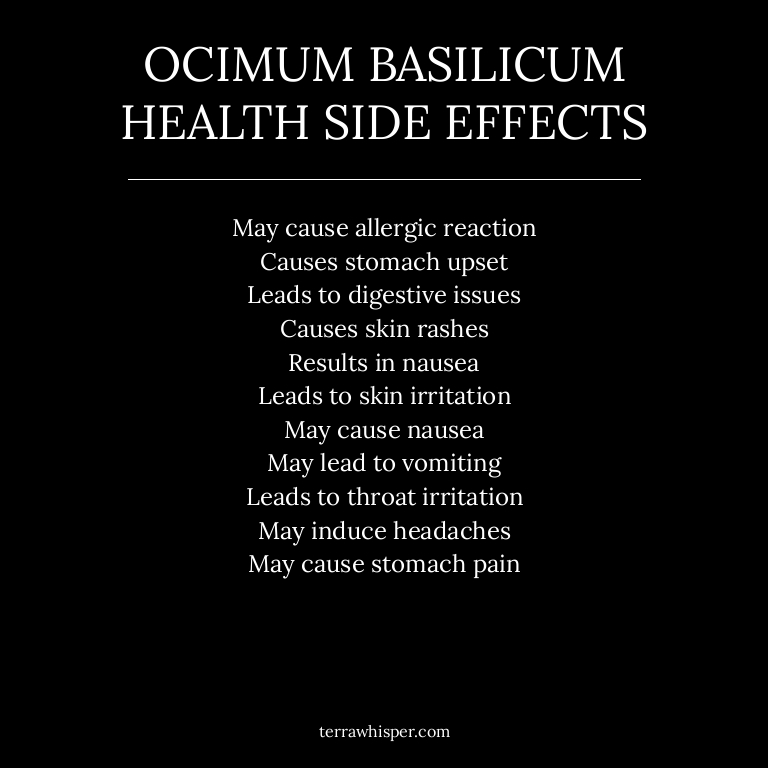 OCIMUM BASILICUM
HEALTH SIDE EFFECTS
May cause allergic reaction
Causes stomach upset
Leads to digestive issues
Causes skin rashes
Results in nausea
Leads to skin irritation
May cause nausea
May lead to vomiting
Leads to throat irritation
May induce headaches
May cause stomach pain
terrawhisper.com